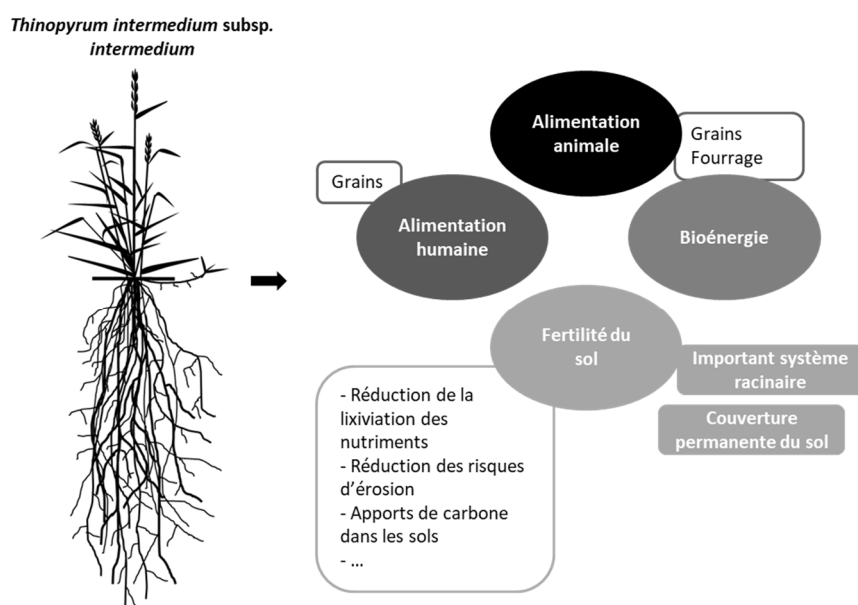 Thinopyrum intermedium subsp.
intermedium
Alimentation
animale
Grains
Fourrage
Grains
Alimentation
humaine
Bioénergie
Fertilité du
sol
Important système
racinaire
Couverture
permanente du sol
- Réduction de la
lixiviation des
nutriments
- Réduction des risques
d’érosion
- Apports de carbone
dans les sols
- ...